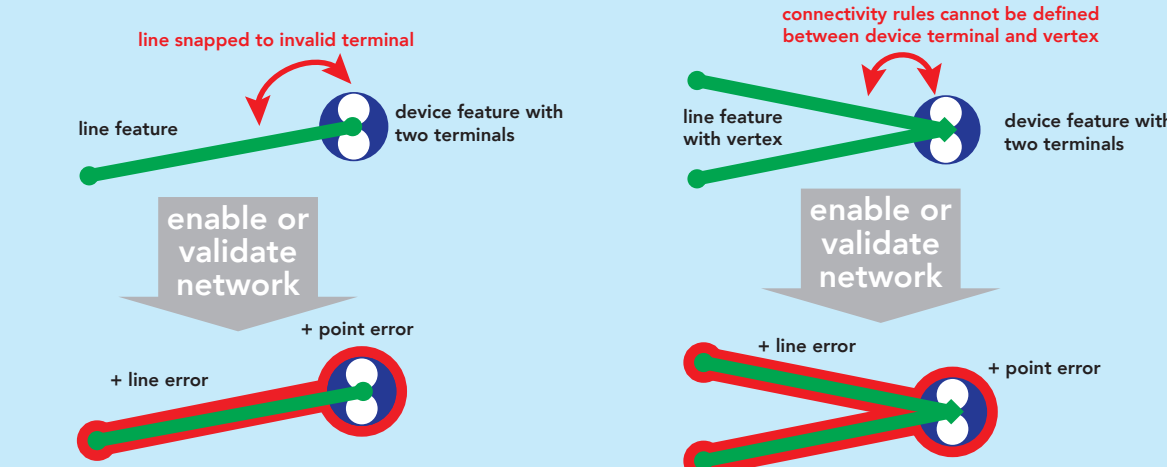 line snapped to invalid terminal
line feature
device feature with
two terminals
enable or
validate
network
+ point error
+ line error
connectivity rules cannot be defined
between device terminal and vertex
line feature
with vertex
device feature with
two terminals
enable or
validate
network
+ line error
+ point error